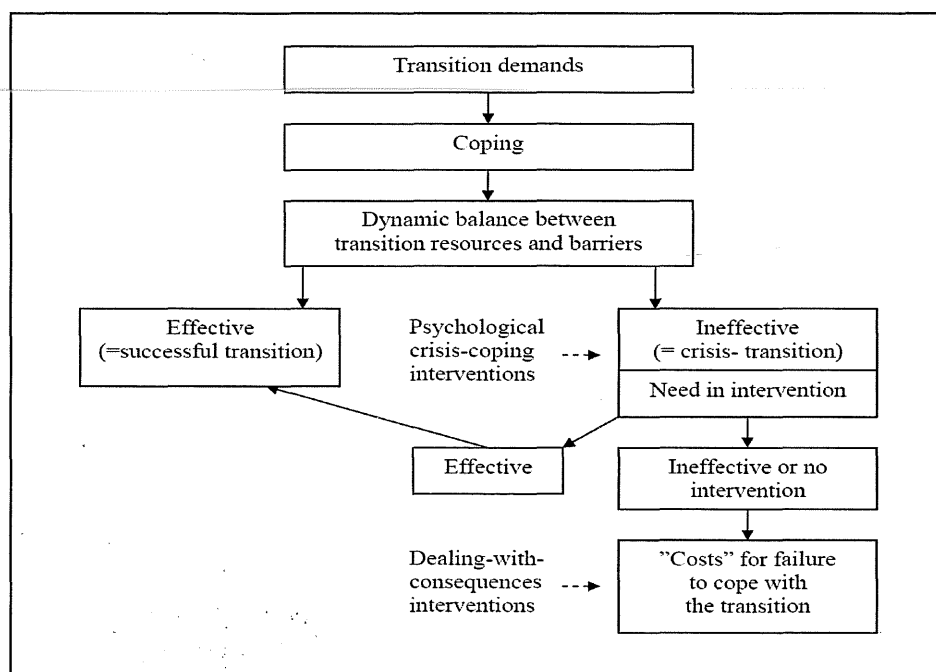 Transition demands
Coping
Dynamic balance between
transition resources and barriers
Effective
(=successful transition)
Psychological
crisis-coping
interventions
Ineffective
(= crisis- transition)
Need in intervention
Effective
Ineffective or no
intervention
Dealing-with-
consequences
interventions
”Costs” for failure
to cope with
the transition